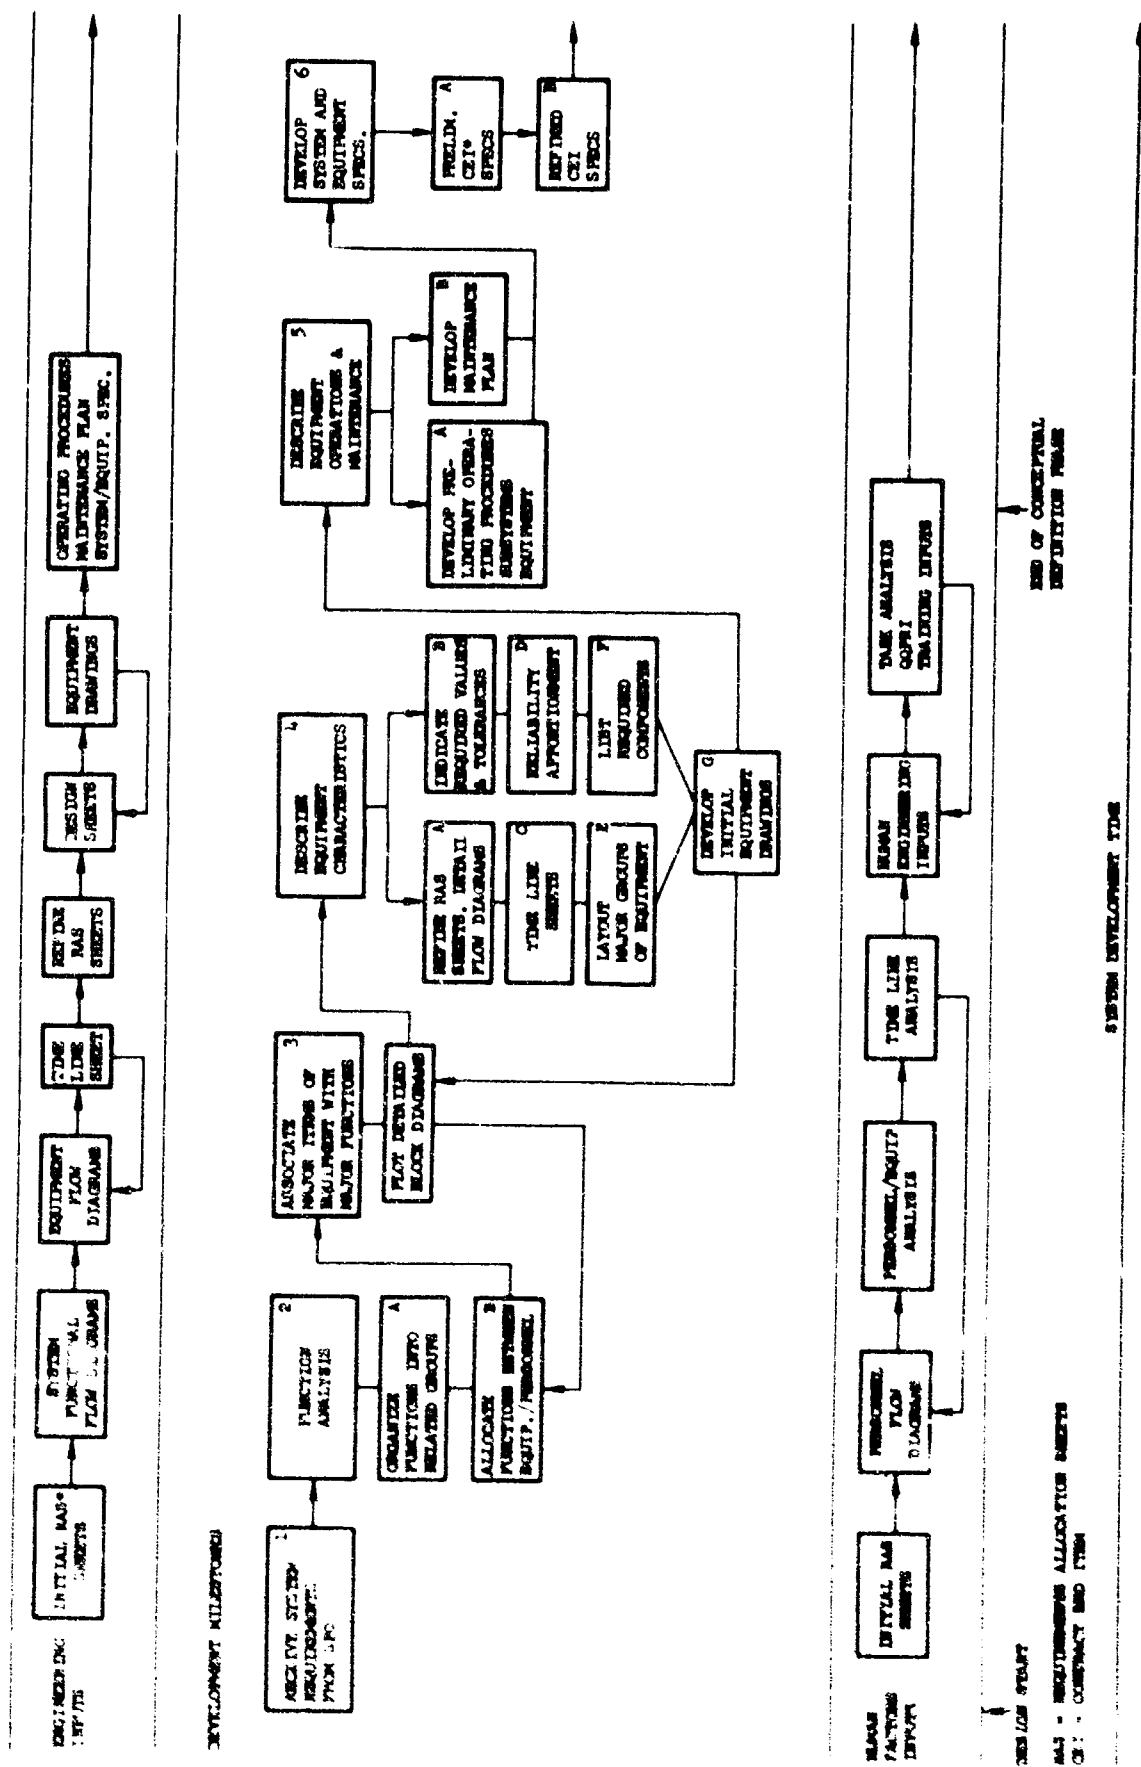 ENGINEERING
INPUTS
INITIAL RAS*
SHEETS
SYSTEM
FUNCTIONAL
FLOW DIAGRAMS
EQUIPMENT
FLOW
DIAGRAMS
TIME
LINE
SHEET
REFINE
RAS
SHEETS
DESIGN
SHEETS
EQUIPMENT
DRAWINGS
OPERATING PROCEDURES
MAINTENANCE PLAN
SYSTEM/EQUIP. SPEC.
DEVELOPMENT MILESTONES
1
RECEIVE SYSTEM
REQUIREMENTS
FROM
2
FUNCTION
ANALYSIS
A
ORGANIZE
FUNCTIONS INTO
RELATED GROUPS
B
ALLOCATE
FUNCTIONS BETWEEN
EQUIP./PERSONNEL
3
ASSOCIATE
MAJOR ITEMS OF
EQUIPMENT WITH
MAJOR FUNCTIONS
PLOT DETAILED
BLOCK DIAGRAMS
4
DESCRIBE
EQUIPMENT
CHARACTERISTICS
A
REFINE RAS
SHEETS, DETAIL
FLOW DIAGRAMS
B
INDICATE
REQUIRED VALUES
& TOLERANCES
C
TIME LINE
SHEETS
D
RELIABILITY
APPORTIONMENT
E
LAYOUT
MAJOR GROUPS
OF EQUIPMENT
F
LIST
REQUIRED
COMPONENTS
G
DEVELOP
INITIAL
EQUIPMENT
DRAWINGS
5
DESCRIBE
EQUIPMENT
OPERATIONS &
MAINTENANCE
A
DEVELOP PRE-
LIMINARY OPERA-
TING PROCEDURES
SUBSYSTEMS
EQUIPMENT
B
DEVELOP
MAINTENANCE
PLAN
6
DEVELOP
SYSTEM AND
EQUIPMENT
SPECS.
A
PRELIM.
CEI*
SPECS
B
REFINED
CEI
SPECS
HUMAN
FACTORS
INPUTS
INITIAL RAS
SHEETS
PERSONNEL
FLOW
DIAGRAMS
PERSONNEL/EQUIP
ANALYSIS
TIME LINE
ANALYSIS
HUMAN
ENGINEERING
INPUTS
TASK ANALYSIS
QQPRI
TRAINING INPUTS
DESIGN START
END OF CONCEPTUAL
DEFINITION PHASE
RAS - REQUIREMENTS ALLOCATION SHEETS
CEI - CONTRACT END ITEM
SYSTEM DEVELOPMENT TIME